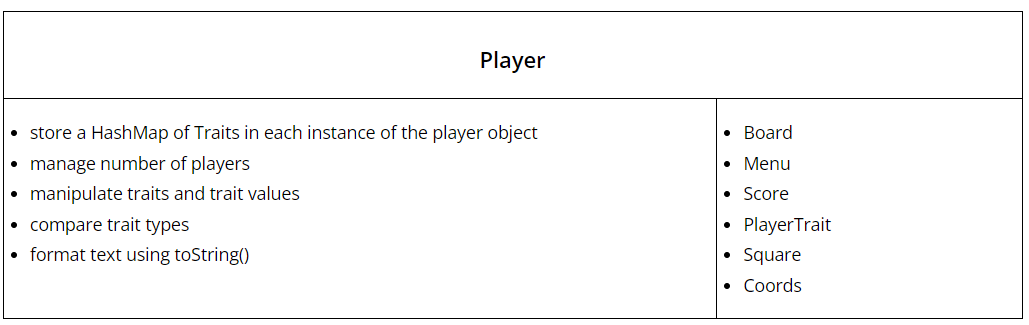 Player
store a HashMap of Traits in each instance of the player object
manage number of players
manipulate traits and trait values
compare trait types
format text using toString()
Board
Menu
Score
PlayerTrait
Square
Coords